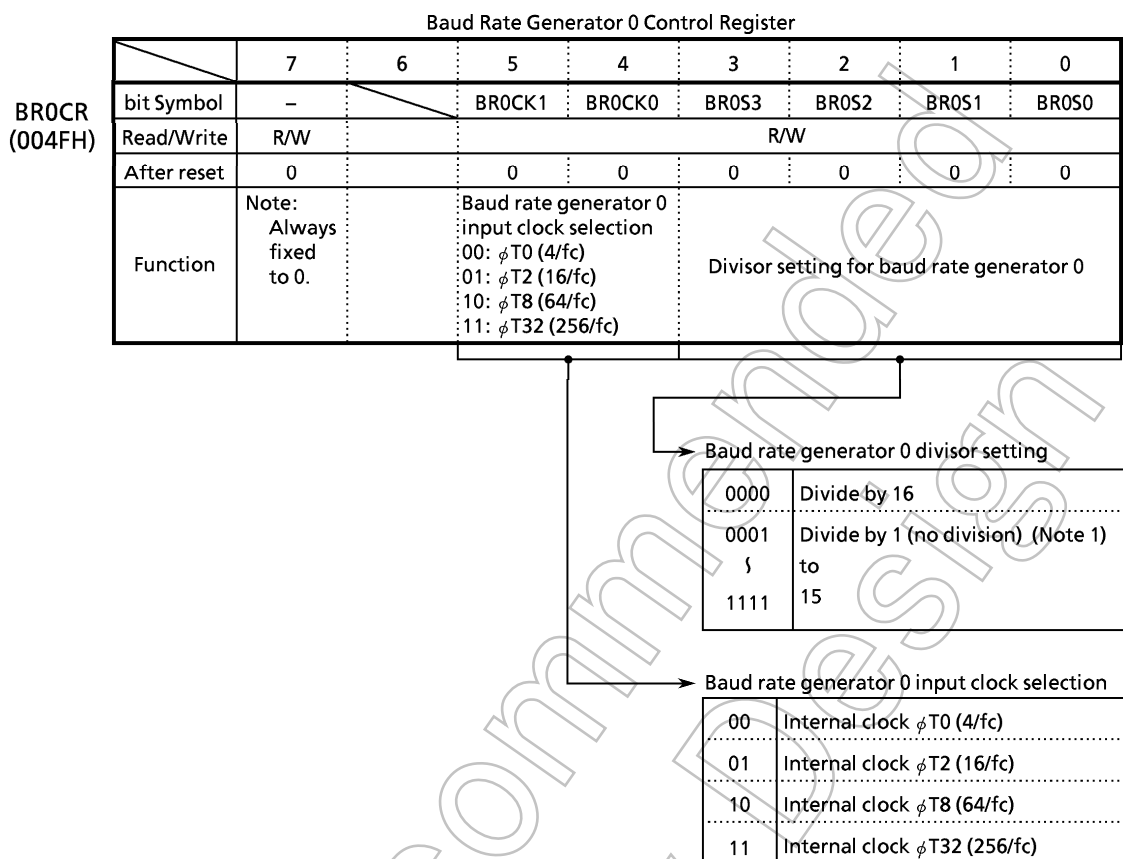 Baud Rate Generator 0 Control Register
7 6 5 4 3 2 1 0
BR0CR
(004FH)
bit Symbol – BR0CK1 BR0CK0 BR0S3 BR0S2 BR0S1 BR0S0
Read/Write R/W R/W
After reset 0 0 0 0 0 0 0
Function
Note:
Always
fixed
to 0.
Baud rate generator 0
input clock selection
00: φT0 (4/fc)
01: φT2 (16/fc)
10: φT8 (64/fc)
11: φT32 (256/fc)
Divisor setting for baud rate generator 0
Baud rate generator 0 divisor setting
0000 Divide by 16
0001 Divide by 1 (no division) (Note 1)
≀ to
1111 15
Baud rate generator 0 input clock selection
00 Internal clock φT0 (4/fc)
01 Internal clock φT2 (16/fc)
10 Internal clock φT8 (64/fc)
11 Internal clock φT32 (256/fc)
ommended
Design